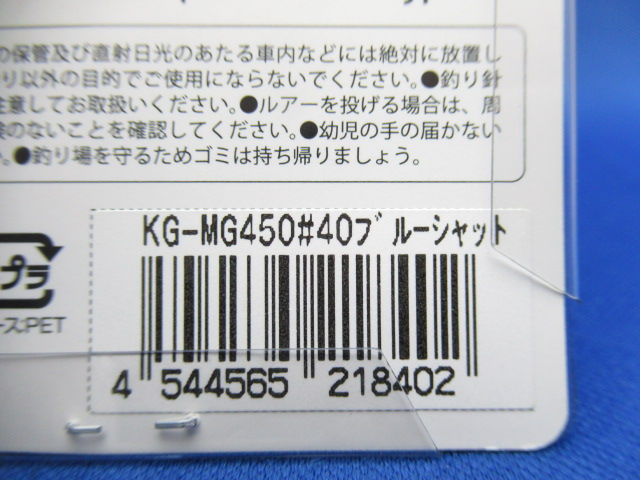 の保管及び直射日光のあたる車内などには絶対に放置し
り以外の目的でご使用にならないでください。●釣り針
注意してお取扱いください。●ルアーを投げる場合は、周
のないことを確認してください。●幼児の手の届かない
。●釣り場を守るためゴミは持ち帰りましょう。
KG-MG450#40ブルーシャット
プラ
ース:PET
4 544565 218402